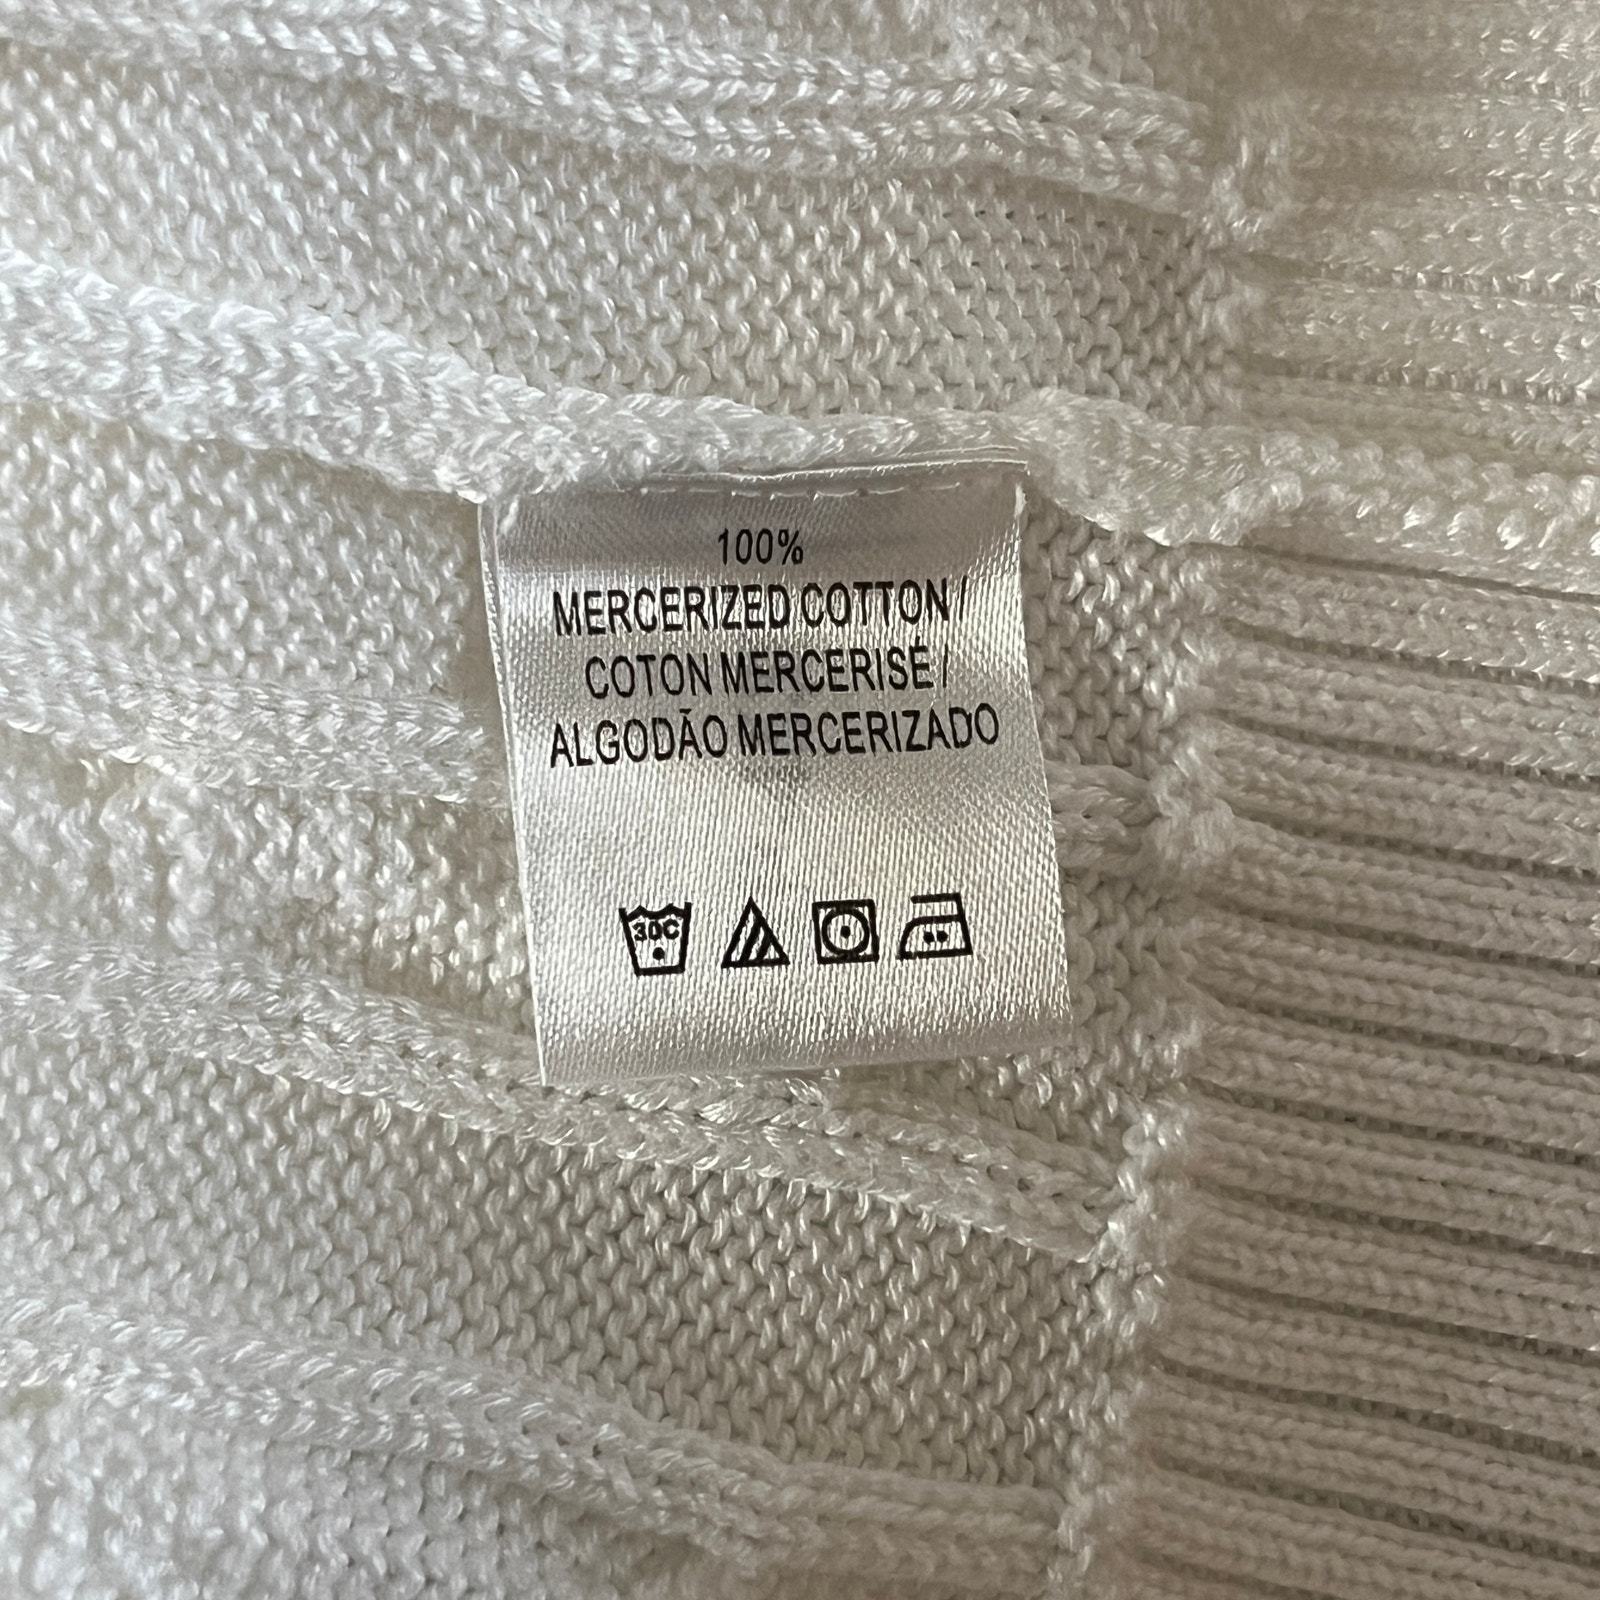 100%
MERCERIZED COTTON /
COTON MERCERISÉ /
ALGODÃO MERCERIZADO
30C